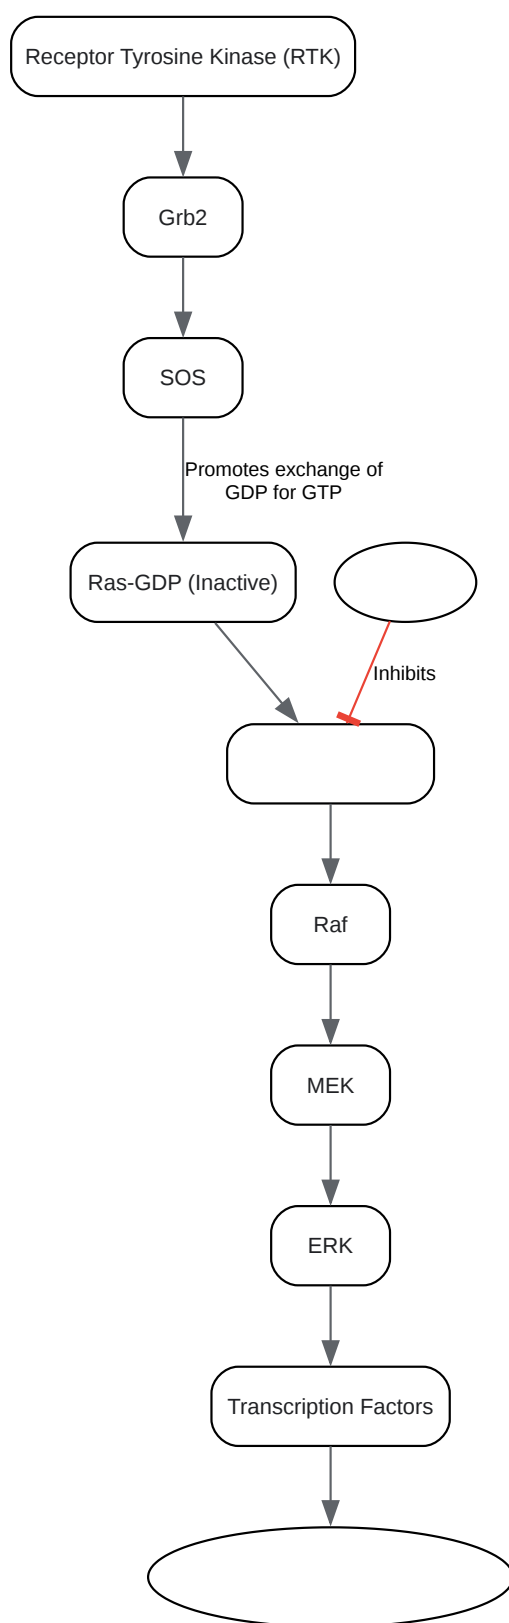 Receptor Tyrosine Kinase (RTK)
Grb2
SOS
Promotes exchange of
GDP for GTP
Ras-GDP (Inactive)
Inhibits
Raf
MEK
ERK
Transcription Factors